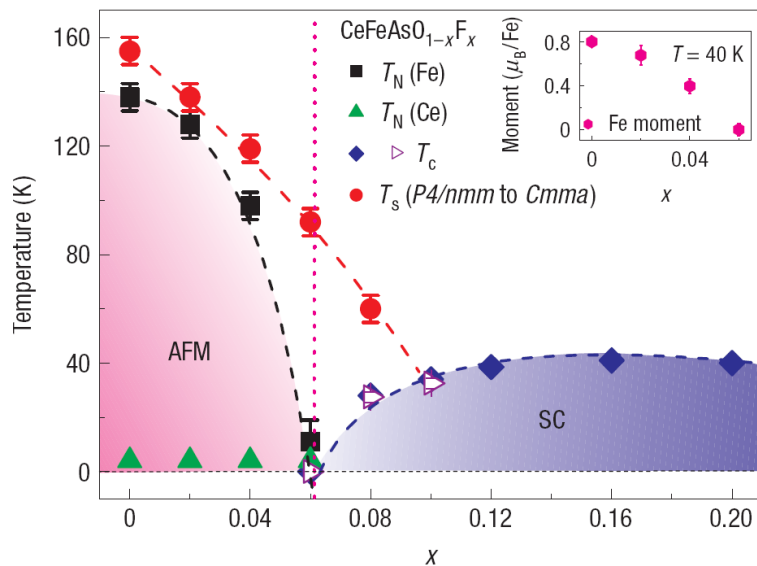 CeFeAsO1−xFx
TN (Fe)
TN (Ce)
Tc
Ts (P4/nmm to Cmma)
Temperature (K)
160
120
80
40
0
AFM
SC
0 0.04 0.08 0.12 0.16 0.20
x
Moment (μB/Fe)
0.8
0.4
0
T = 40 K
Fe moment
0 0.04
x